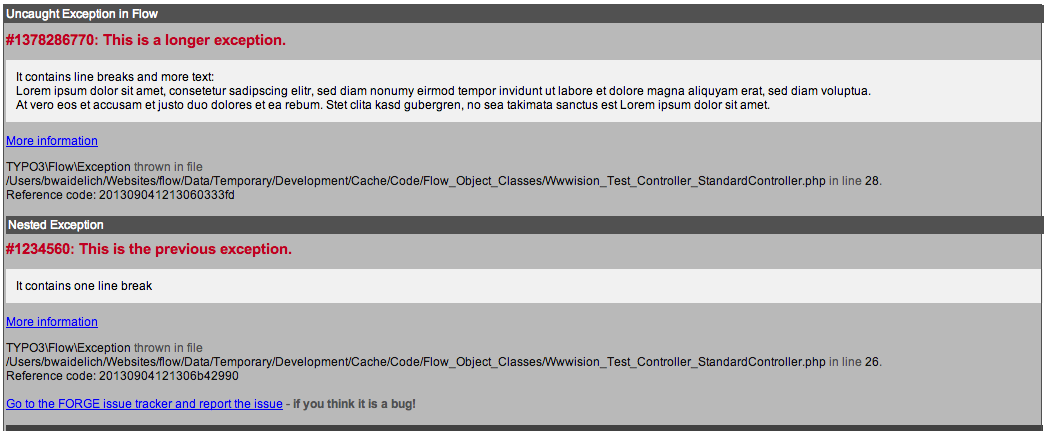 Uncaught Exception in Flow
#1378286770: This is a longer exception.
It contains line breaks and more text:
Lorem ipsum dolor sit amet, consetetur sadipscing elitr, sed diam nonumy eirmod tempor invidunt ut labore et dolore magna aliquyam erat, sed diam voluptua.
At vero eos et accusam et justo duo dolores et ea rebum. Stet clita kasd gubergren, no sea takimata sanctus est Lorem ipsum dolor sit amet.
More information
TYPO3\Flow\Exception thrown in file
/Users/bwaidelich/Websites/flow/Data/Temporary/Development/Cache/Code/Flow_Object_Classes/Wwwision_Test_Controller_StandardController.php in line 28.
Reference code: 201309041213060333fd
Nested Exception
#1234560: This is the previous exception.
It contains one line break
More information
TYPO3\Flow\Exception thrown in file
/Users/bwaidelich/Websites/flow/Data/Temporary/Development/Cache/Code/Flow_Object_Classes/Wwwision_Test_Controller_StandardController.php in line 26.
Reference code: 20130904121306b42990
Go to the FORGE issue tracker and report the issue - if you think it is a bug!